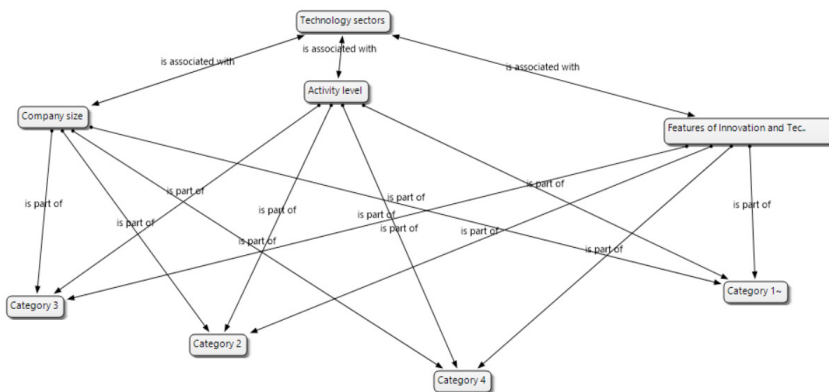 Technology sectors
is associated with
is associated with
is associated with
Activity level
Company size
Features of Innovation and Tec..
is part of
is part of
is part of
is part of
is part of
is part of
is part of
is part of
is part of
is part of
is part of
is part of
Category 1~
Category 3
Category 2
Category 4